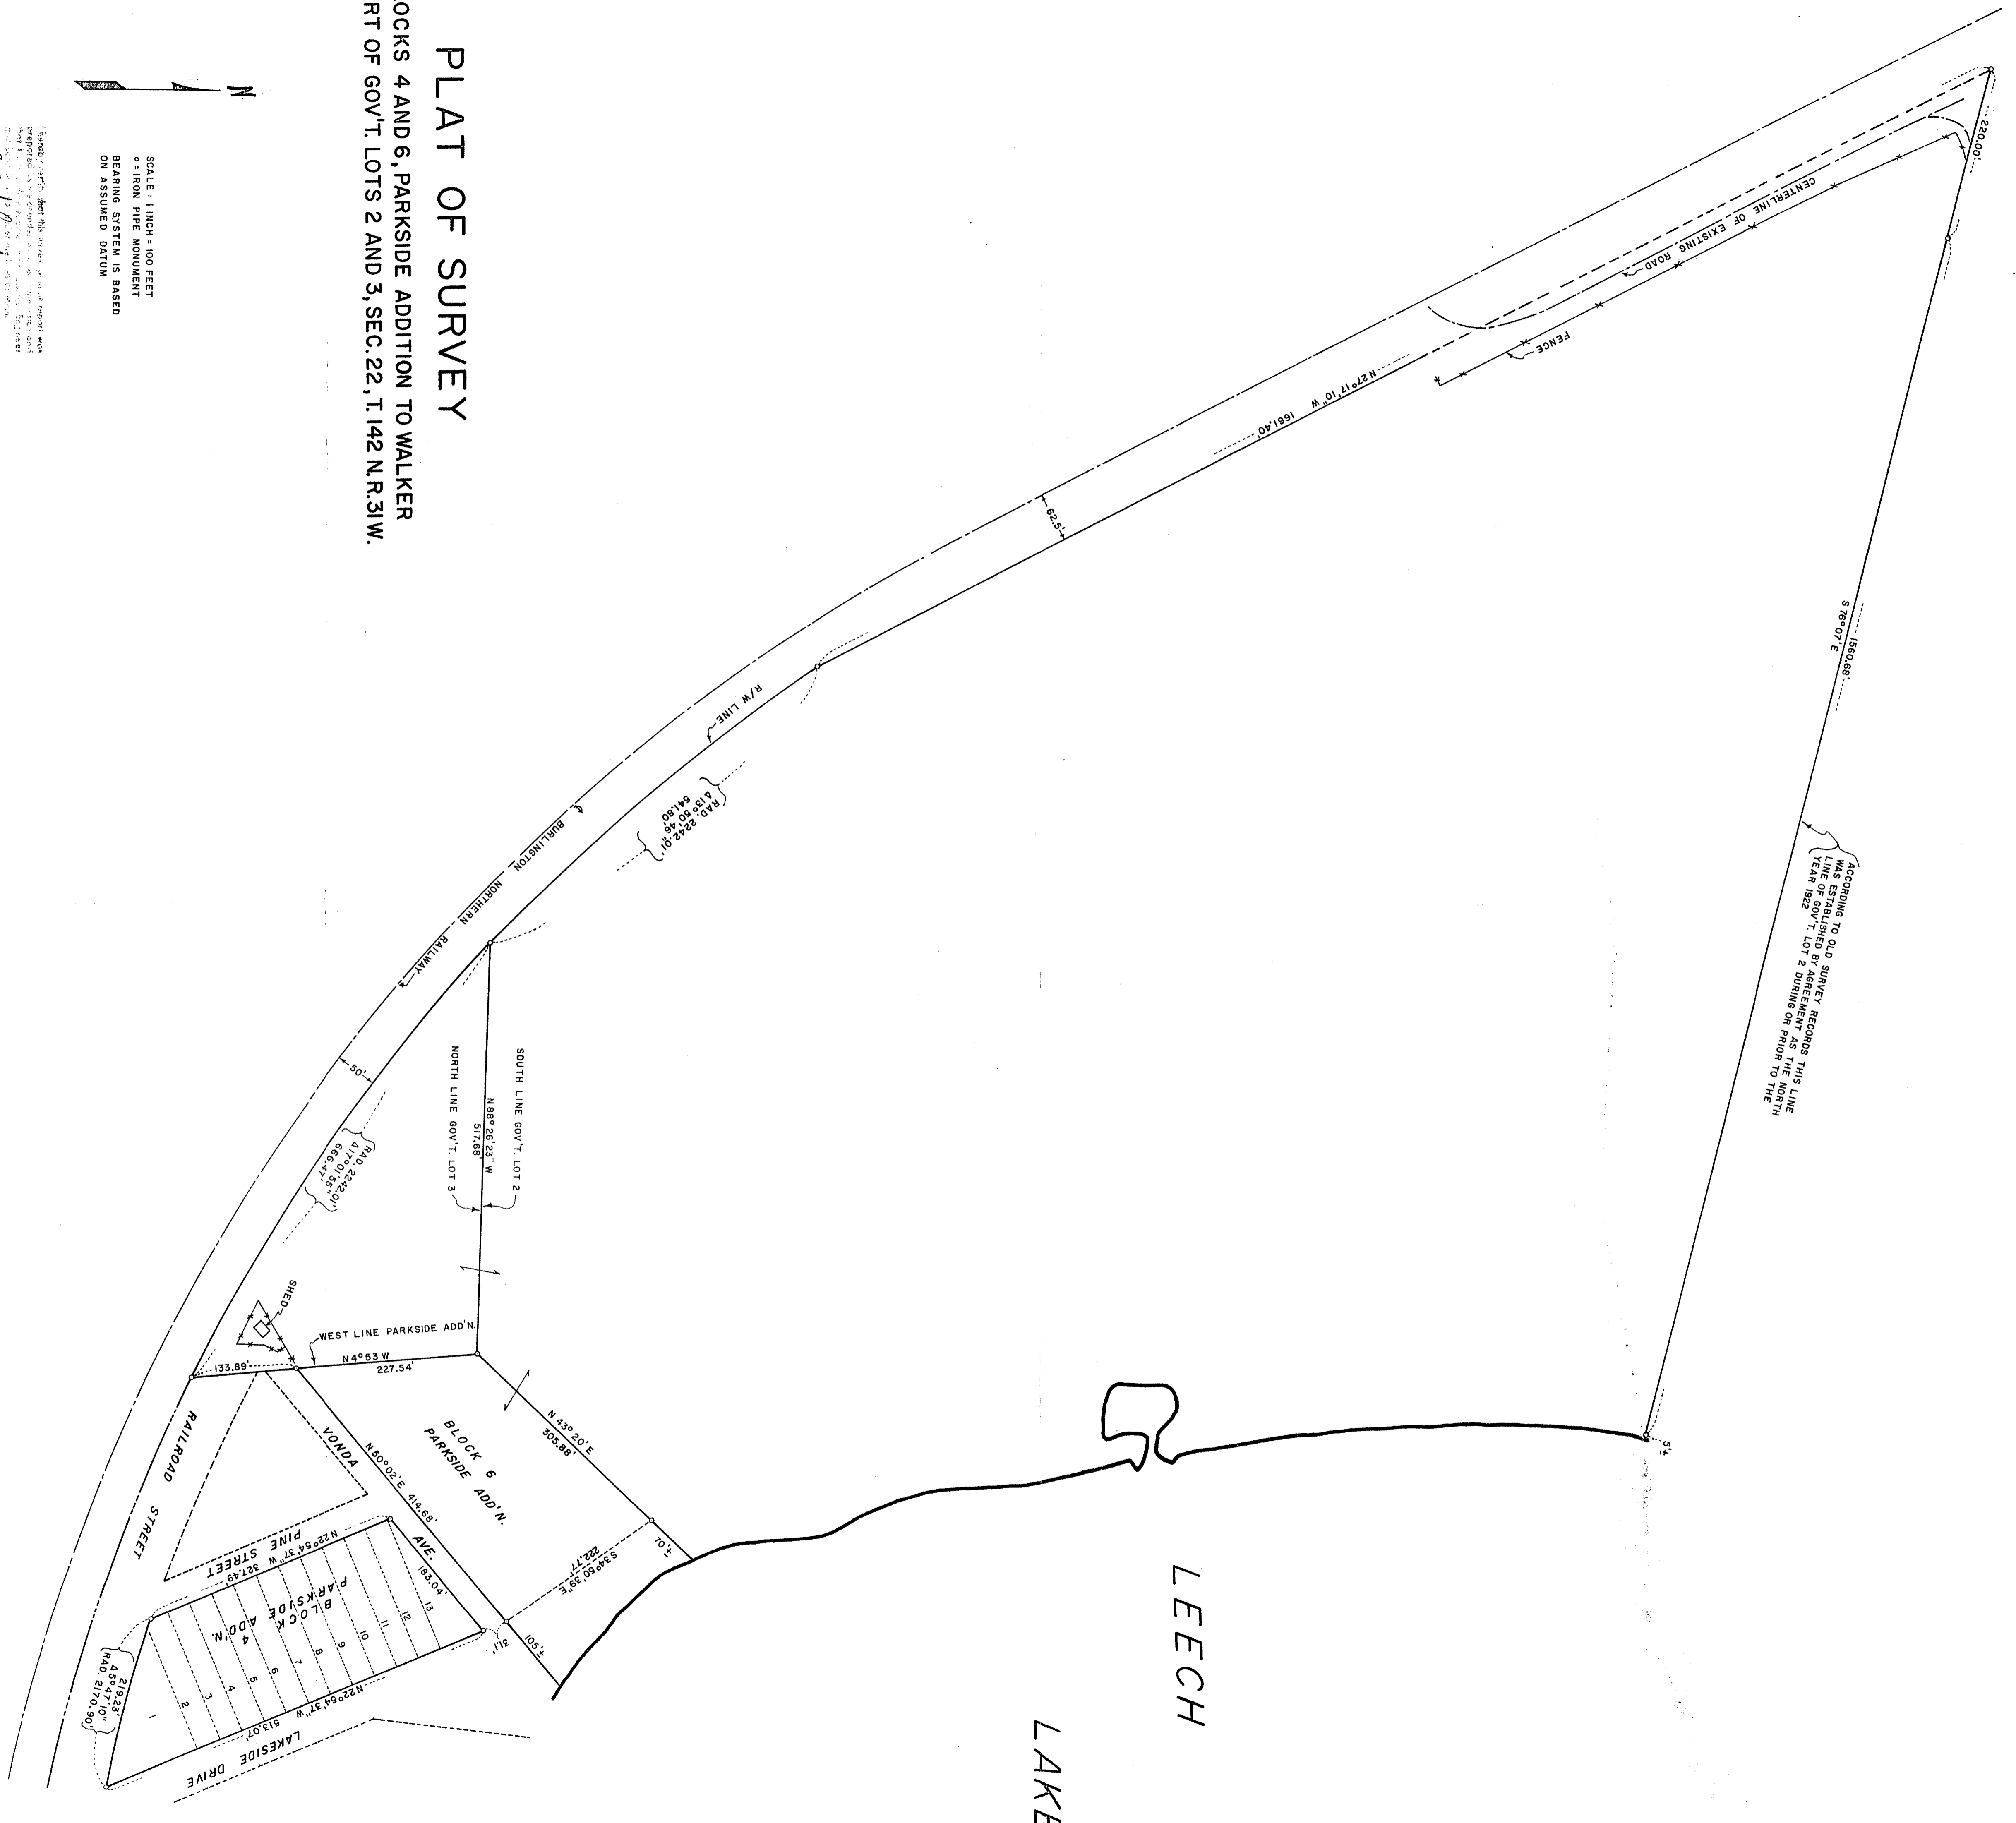 PLAT OF SURVEY
OCKS 4 AND 6, PARKSIDE ADDITION TO WALKER
RT OF GOV'T. LOTS 2 AND 3, SEC. 22, T. 142 N. R. 31 W.
N
SCALE: 1 INCH = 100 FEET
o = IRON PIPE MONUMENT
BEARING SYSTEM IS BASED
ON ASSUMED DATUM
that this
report was
220.00'
CENTERLINE OF EXISTING ROAD
FENCE
N 27° 17' 10" W 1661.40'
62.5'
1560.68'
S 76° 07' E
ACCORDING TO OLD SURVEY RECORDS THIS LINE
WAS ESTABLISHED BY AGREEMENT AS THE NORTH
LINE OF GOV'T. LOT 2 DURING OR PRIOR TO THE
YEAR 1922
R/W LINE
RAD. 2242.01'
Δ 13° 50' 46"
541.80'
BURLINGTON NORTHERN RAILWAY
50'
RAD. 2242.01'
Δ 17° 01' 55"
666.47'
SOUTH LINE GOV'T. LOT 2
N 88° 26' 23" W
517.68'
NORTH LINE GOV'T. LOT 3
SHED
WEST LINE PARKSIDE ADD'N.
133.89'
N 4° 53' W
227.54'
N 43° 20' E
305.88'
70' ±
BLOCK 6
PARKSIDE ADD'N.
N 50° 02' E 414.68'
VONDA AVE.
S 34° 50' 39" E
222.77'
105' ±
31.1'
183.04'
RAILROAD STREET
PINE STREET
N 22° 54' 37" W
327.49'
BLOCK 4
PARKSIDE ADD'N.
13
12
11
10
9
8
7
6
5
4
3
2
1
N 22° 54' 37" W
513.07'
LAKESIDE DRIVE
219.23'
Δ 5° 47' 10"
RAD. 2170.90'
5' ±
LEECH
LAKE